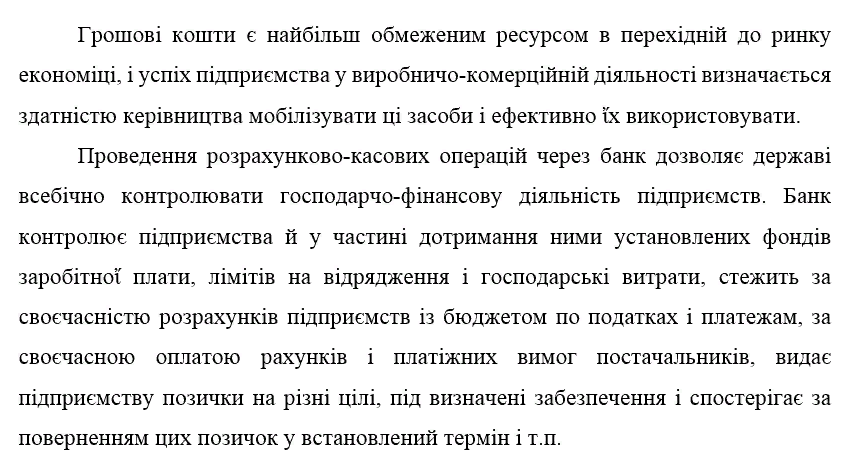 Грошові кошти є найбільш обмеженим ресурсом в перехідній до ринку
економіці, і успіх підприємства у виробничо-комерційній діяльності визначається
здатністю керівництва мобілізувати ці засоби і ефективно їх використовувати.
Проведення розрахунково-касових операцій через банк дозволяє державі
всебічно контролювати господарчо-фінансову діяльність підприємств. Банк
контролює підприємства й у частині дотримання ними установлених фондів
заробітної плати, лімітів на відрядження і господарські витрати, стежить за
своєчасністю розрахунків підприємств із бюджетом по податках і платежам, за
своєчасною оплатою рахунків і платіжних вимог постачальників, видає
підприємству позички на різні цілі, під визначені забезпечення і спостерігає за
поверненням цих позичок у встановлений термін і т.п.